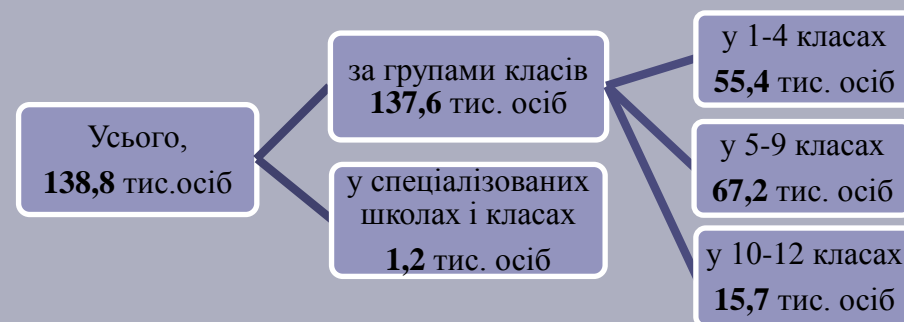 Усього,
138,8 тис.осіб
за групами класів
137,6 тис. осіб
у спеціалізованих
школах і класах
1,2 тис. осіб
у 1-4 класах
55,4 тис. осіб
у 5-9 класах
67,2 тис. осіб
у 10-12 класах
15,7 тис. осіб